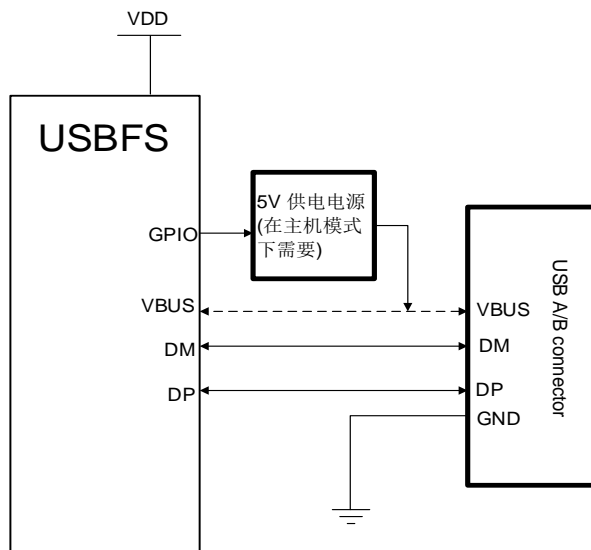 VDD
USBFS
5V 供电电源
(在主机模式
下需要)
GPIO
VBUS
DM
DP
VBUS
DM
DP
GND
USB A/B connector